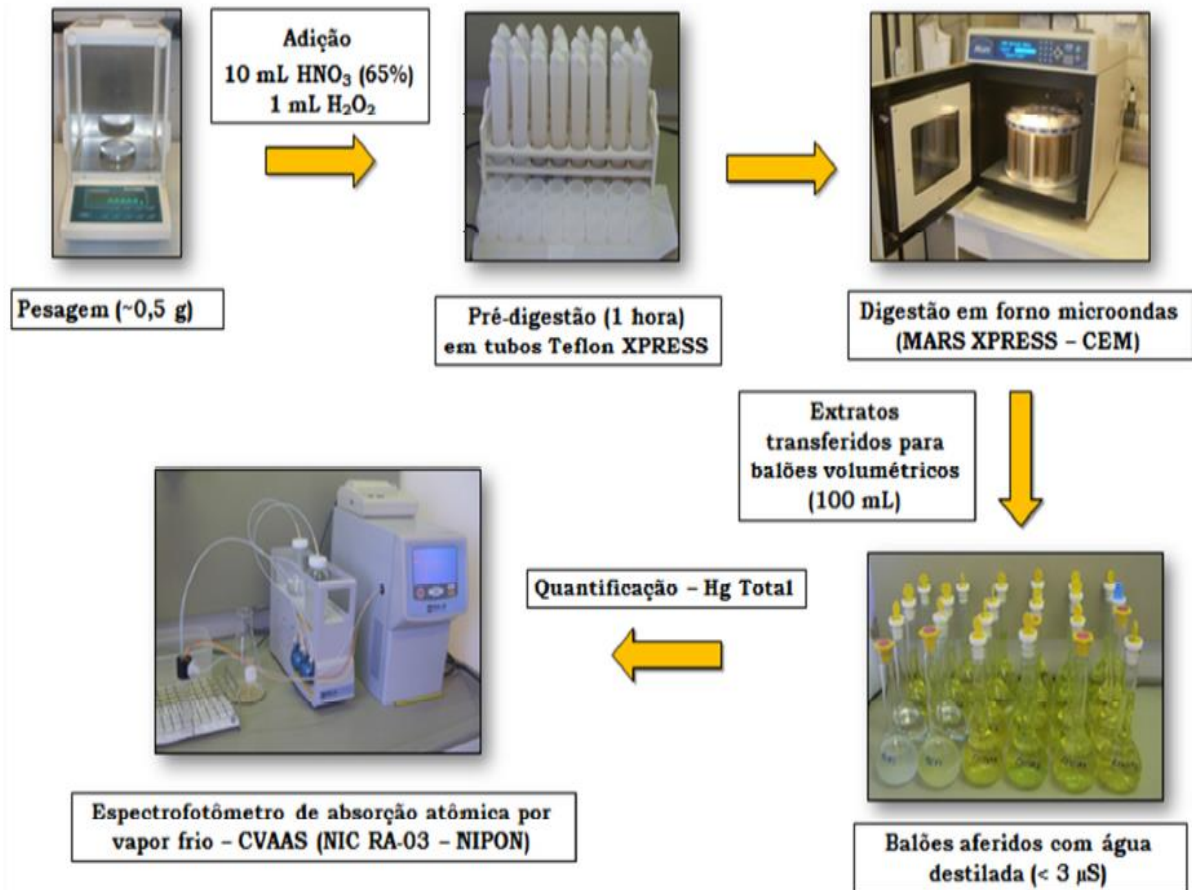 Adição
10 mL HNO₃ (65%)
1 mL H₂O₂
Pesagem (~0,5 g)
Pré-digestão (1 hora)
em tubos Teflon XPRESS
Digestão em forno microondas
(MARS XPRESS – CEM)
Extratos
transferidos para
balões volumétricos
(100 mL)
Balões aferidos com água
destilada (< 3 µS)
Quantificação – Hg Total
Espectrofotômetro de absorção atômica por
vapor frio – CVAAS (NIC RA-03 – NIPON)